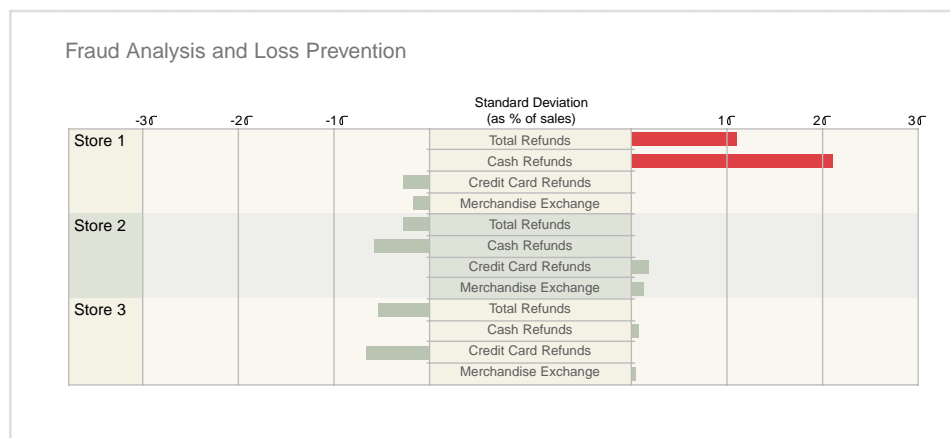 Fraud Analysis and Loss Prevention
Standard Deviation
(as % of sales)
-3σ -2σ -1σ 1σ 2σ 3σ
Store 1
Total Refunds
Cash Refunds
Credit Card Refunds
Merchandise Exchange
Store 2
Total Refunds
Cash Refunds
Credit Card Refunds
Merchandise Exchange
Store 3
Total Refunds
Cash Refunds
Credit Card Refunds
Merchandise Exchange